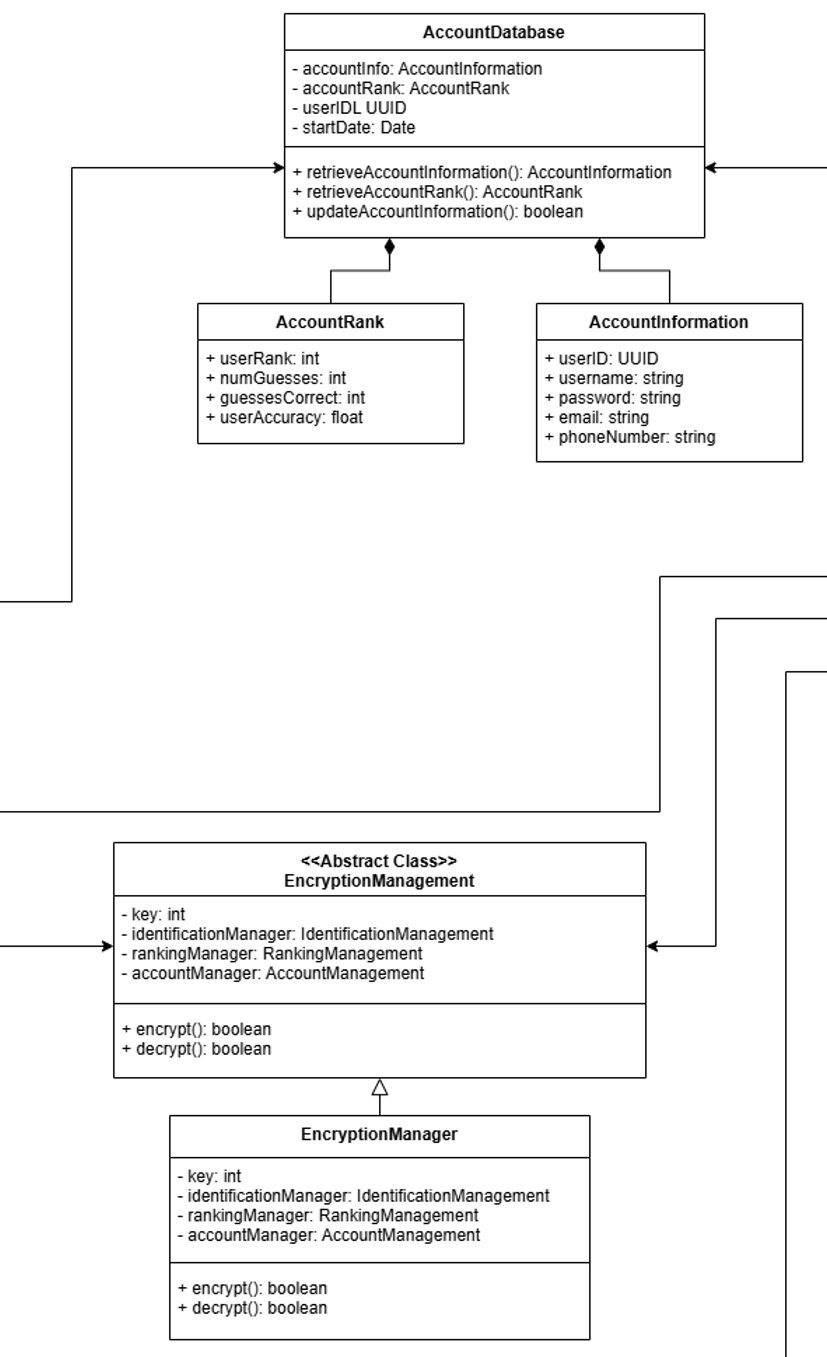 AccountDatabase
- accountInfo: AccountInformation
- accountRank: AccountRank
- userIDL UUID
- startDate: Date
+ retrieveAccountInformation(): AccountInformation
+ retrieveAccountRank(): AccountRank
+ updateAccountInformation(): boolean
AccountRank
+ userRank: int
+ numGuesses: int
+ guessesCorrect: int
+ userAccuracy: float
AccountInformation
+ userID: UUID
+ username: string
+ password: string
+ email: string
+ phoneNumber: string
<<Abstract Class>>
EncryptionManagement
- key: int
- identificationManager: IdentificationManagement
- rankingManager: RankingManagement
- accountManager: AccountManagement
+ encrypt(): boolean
+ decrypt(): boolean
EncryptionManager
- key: int
- identificationManager: IdentificationManagement
- rankingManager: RankingManagement
- accountManager: AccountManagement
+ encrypt(): boolean
+ decrypt(): boolean